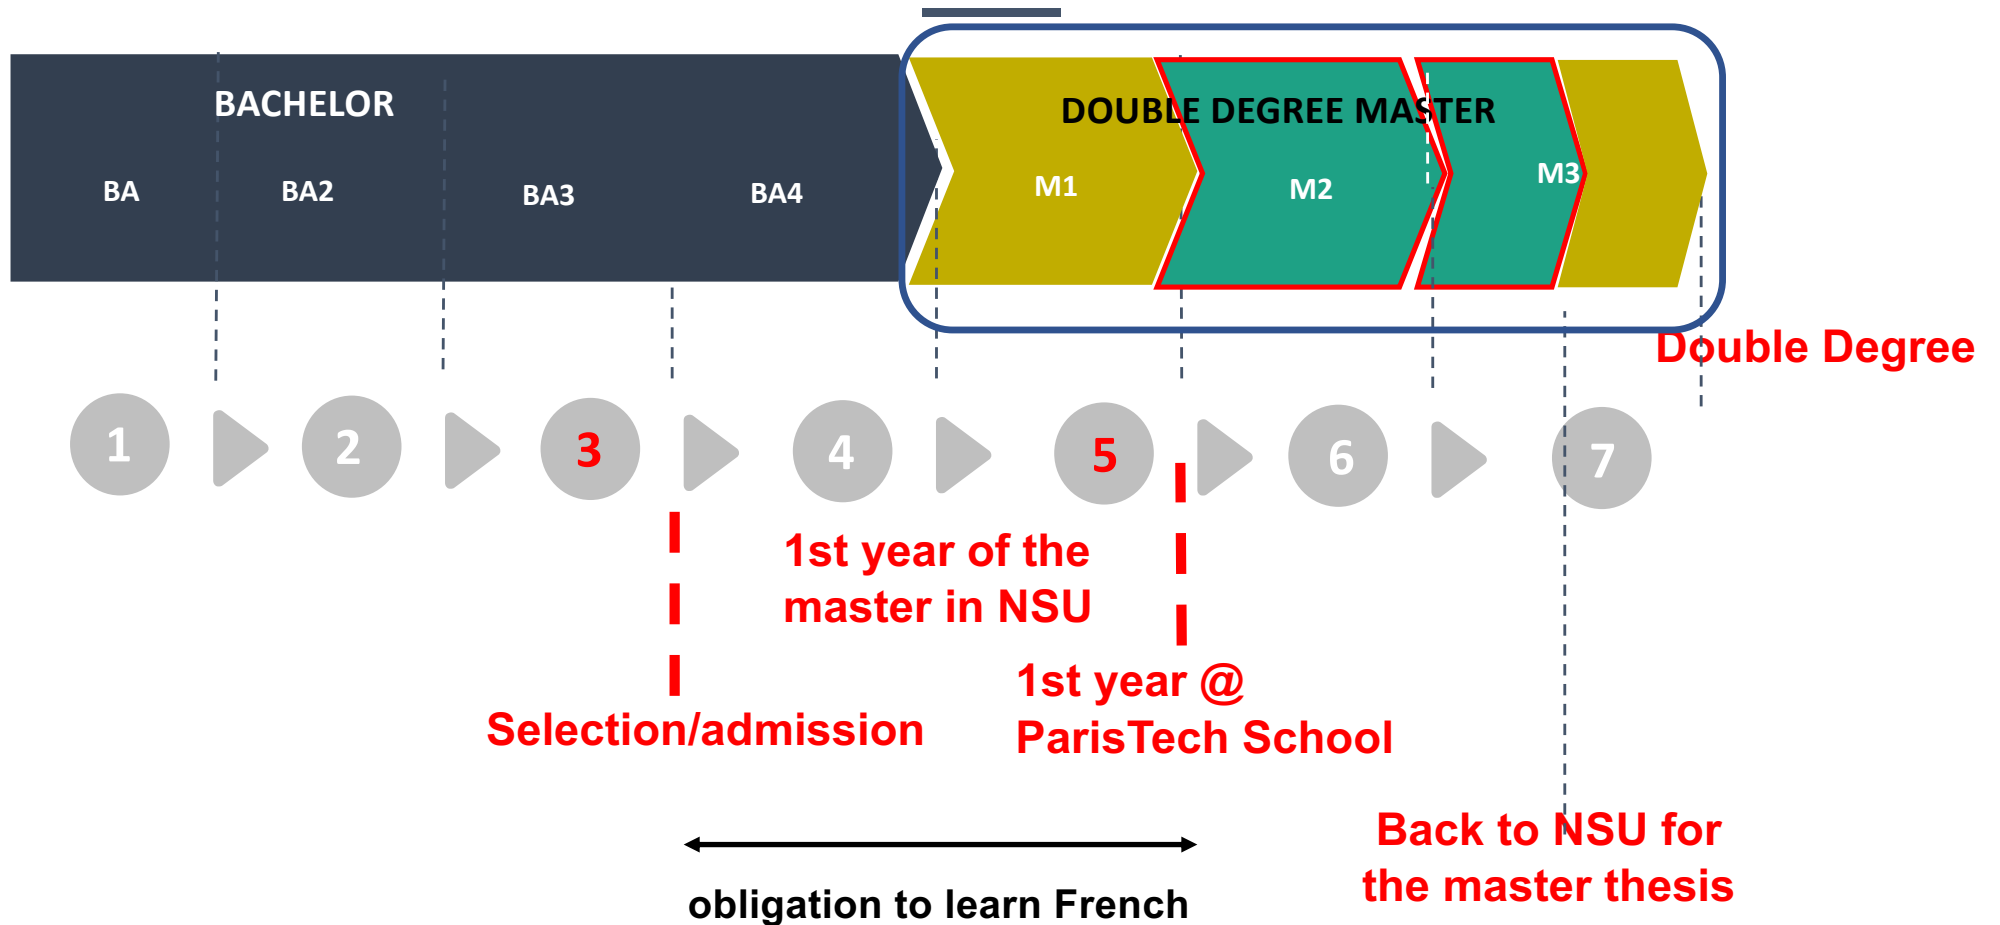 BACHELOR
DOUBLE DEGREE MASTER
BA
BA2
BA3
BA4
M1
M2
M3
Double Degree
1
2
3
4
5
6
7
1st year of the
master in NSU
1st year @
ParisTech School
Selection/admission
Back to NSU for
the master thesis
obligation to learn French